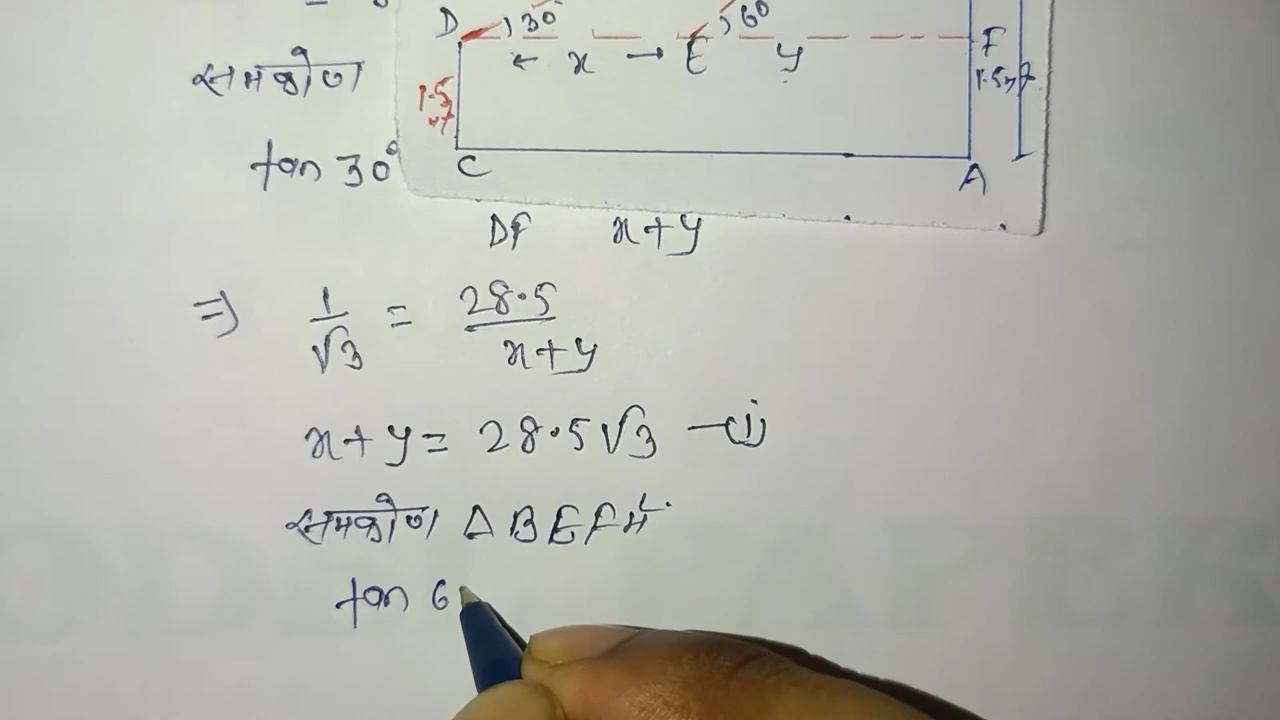 D 30° 60
← x → E y F
समकोण 1.5 मी 1.5 मी
tan 30° C A
DF x+y
⇒ 1/√3 = 28.5/x+y
x+y = 28.5√3 —(i)
समकोण Δ BEF में
tan 6